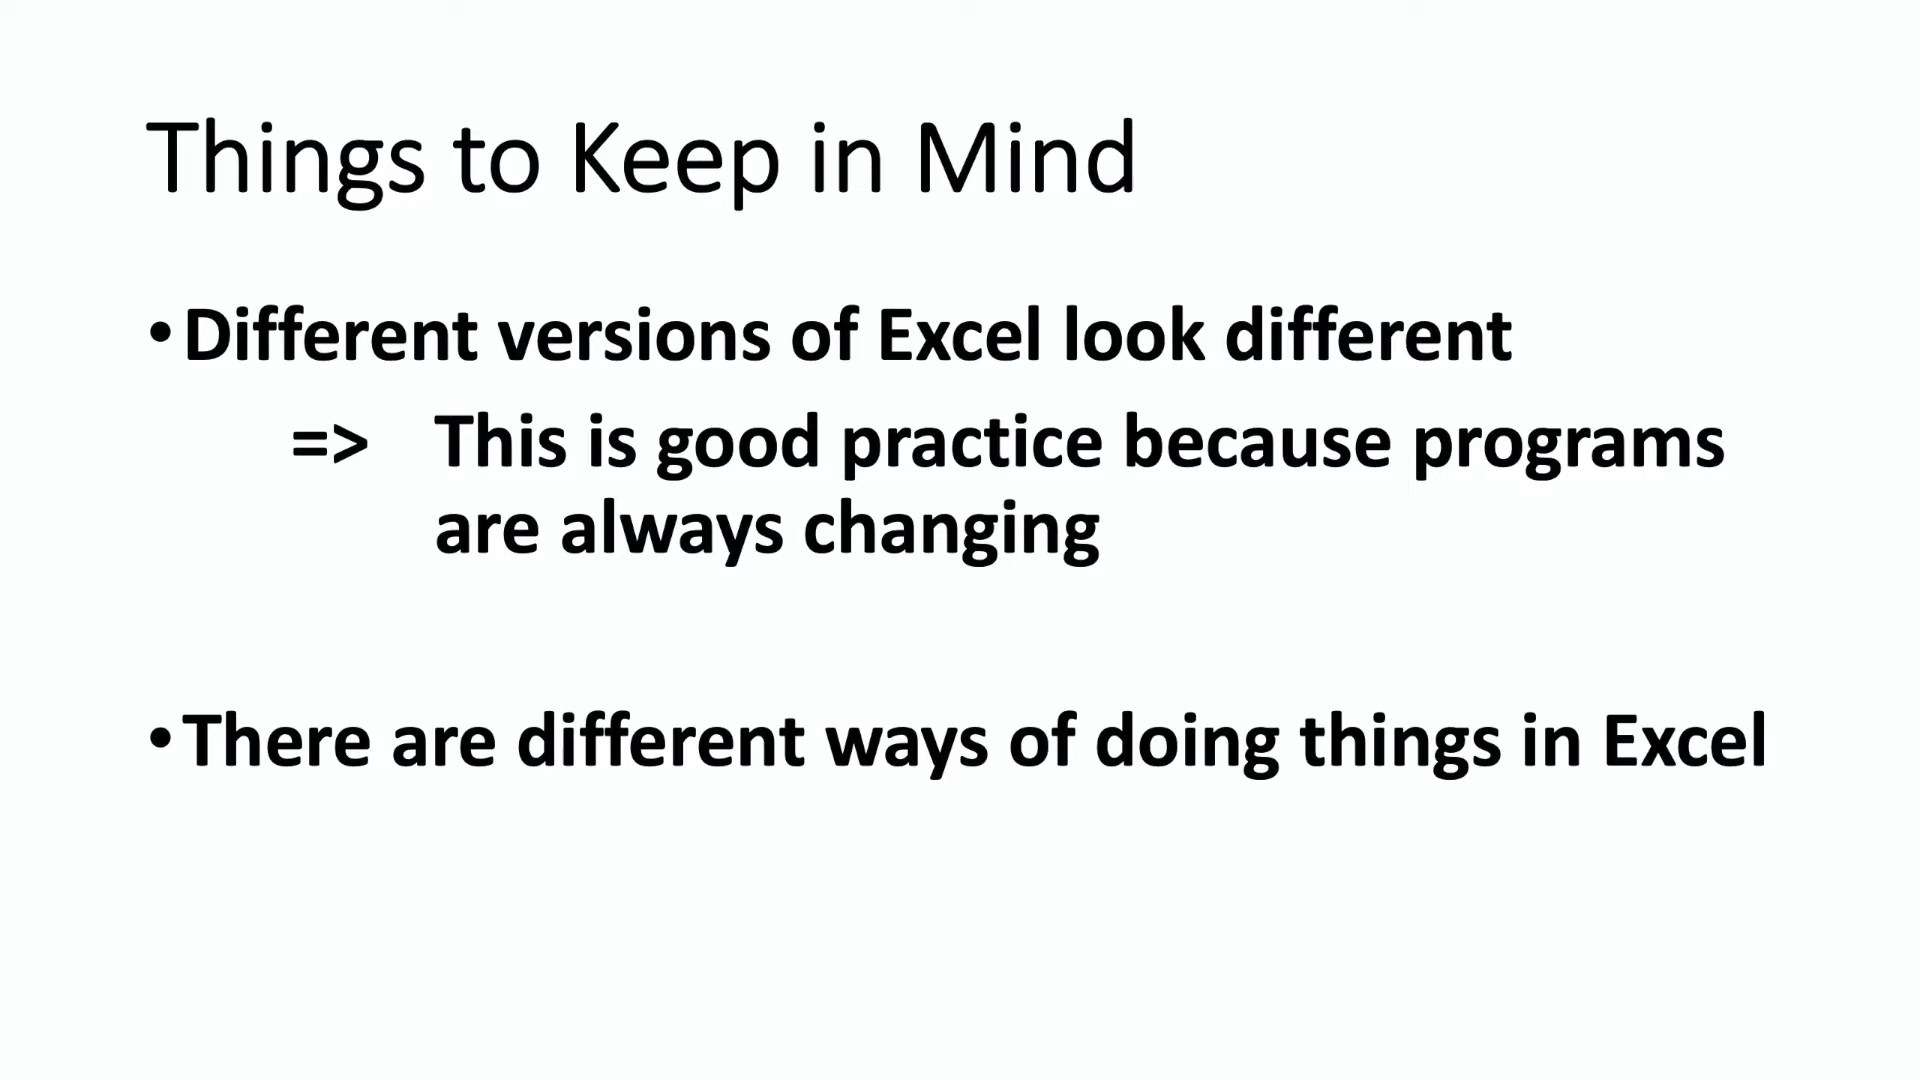 Things to Keep in Mind
• Different versions of Excel look different
=> This is good practice because programs
are always changing
• There are different ways of doing things in Excel